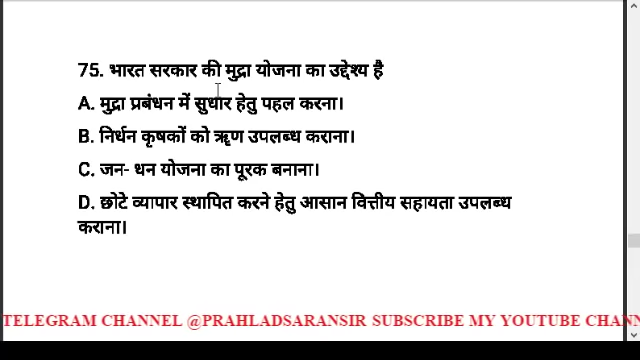 75. भारत सरकार की मुद्रा योजना का उद्देश्य है
A. मुद्रा प्रबंधन में सुधार हेतु पहल करना।
B. निर्धन कृषकों को ऋण उपलब्ध कराना।
C. जन- धन योजना का पूरक बनाना।
D. छोटे व्यापार स्थापित करने हेतु आसान वित्तीय सहायता उपलब्ध
कराना।
TELEGRAM CHANNEL @PRAHLADSARANSIR SUBSCRIBE MY YOUTUBE CHANN